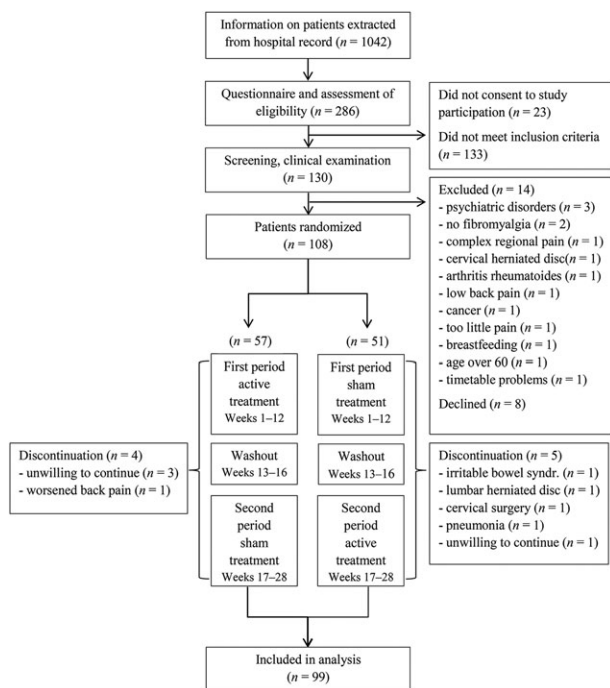 Information on patients extracted
from hospital record (n = 1042)
Questionnaire and assessment of
eligibility (n = 286)
Did not consent to study
participation (n = 23)
Did not meet inclusion criteria
(n = 133)
Screening, clinical examination
(n = 130)
Excluded (n = 14)
- psychiatric disorders (n = 3)
- no fibromyalgia (n = 2)
- complex regional pain (n = 1)
- cervical herniated disc(n = 1)
- arthritis rheumatoides (n = 1)
- low back pain (n = 1)
- cancer (n = 1)
- too little pain (n = 1)
- breastfeeding (n = 1)
- age over 60 (n = 1)
- timetable problems (n = 1)
Declined (n = 8)
Patients randomized
(n = 108)
(n = 57)
First period
active
treatment
Weeks 1–12
Washout
Weeks 13–16
Second
period
sham
treatment
Weeks 17–28
(n = 51)
First period
sham
treatment
Weeks 1–12
Washout
Weeks 13–16
Second
period
active
treatment
Weeks 17–28
Discontinuation (n = 4)
- unwilling to continue (n = 3)
- worsened back pain (n = 1)
Discontinuation (n = 5)
- irritable bowel syndr. (n = 1)
- lumbar herniated disc (n = 1)
- cervical surgery (n = 1)
- pneumonia (n = 1)
- unwilling to continue (n = 1)
Included in analysis
(n = 99)